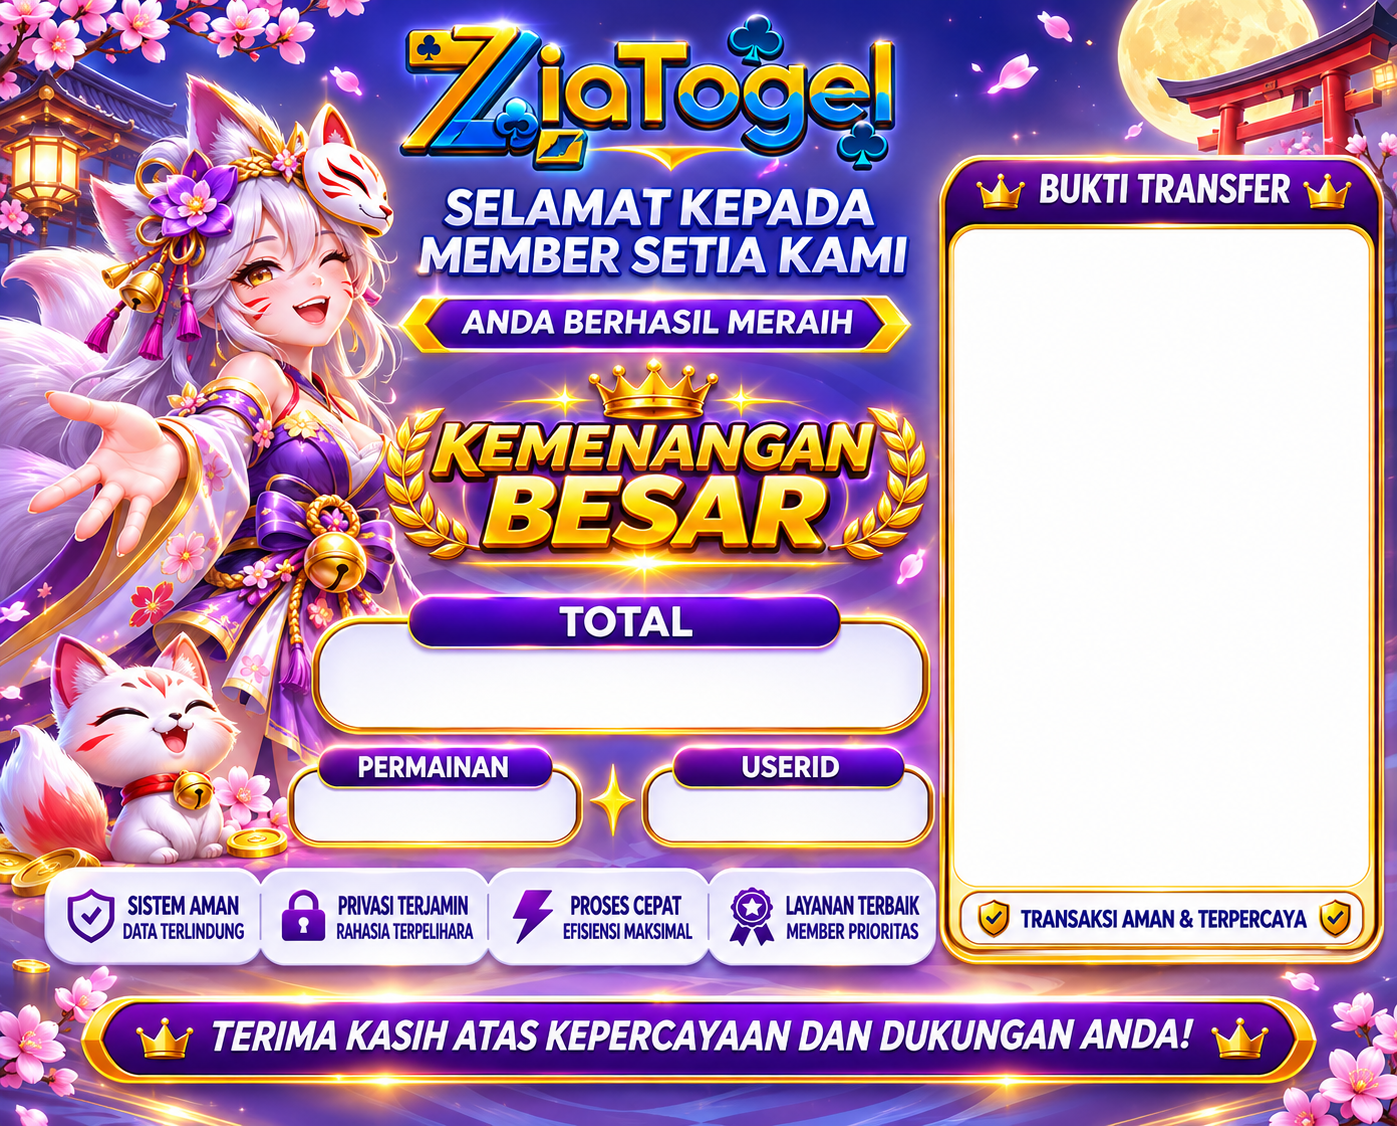 ZiaTogel
SELAMAT KEPADA
MEMBER SETIA KAMI
ANDA BERHASIL MERAIH
KEMENANGAN
BESAR
TOTAL
PERMAINAN
USERID
BUKTI TRANSFER
TRANSAKSI AMAN & TERPERCAYA
SISTEM AMAN
DATA TERLINDUNG
PRIVASI TERJAMIN
RAHASIA TERPELIHARA
PROSES CEPAT
EFISIENSI MAKSIMAL
LAYANAN TERBAIK
MEMBER PRIORITAS
TERIMA KASIH ATAS KEPERCAYAAN DAN DUKUNGAN ANDA!